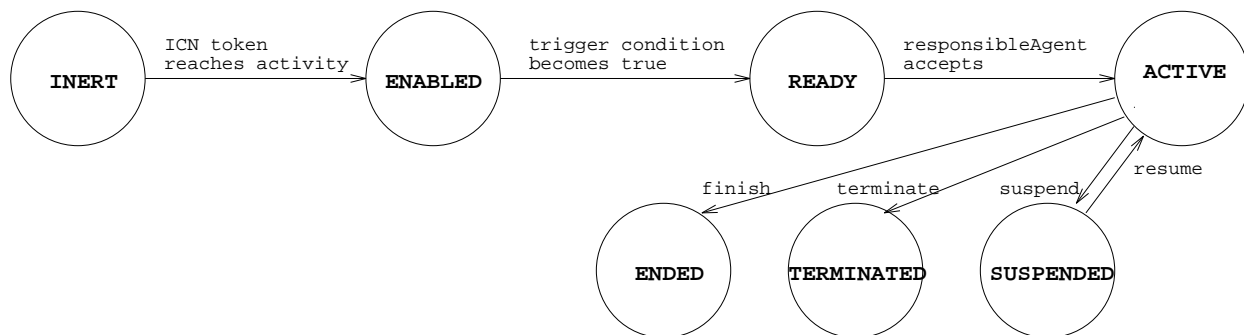 ICN token
reaches activity
trigger condition
becomes true
responsibleAgent
accepts
INERT
ENABLED
READY
ACTIVE
finish
terminate
suspend
resume
ENDED
TERMINATED
SUSPENDED